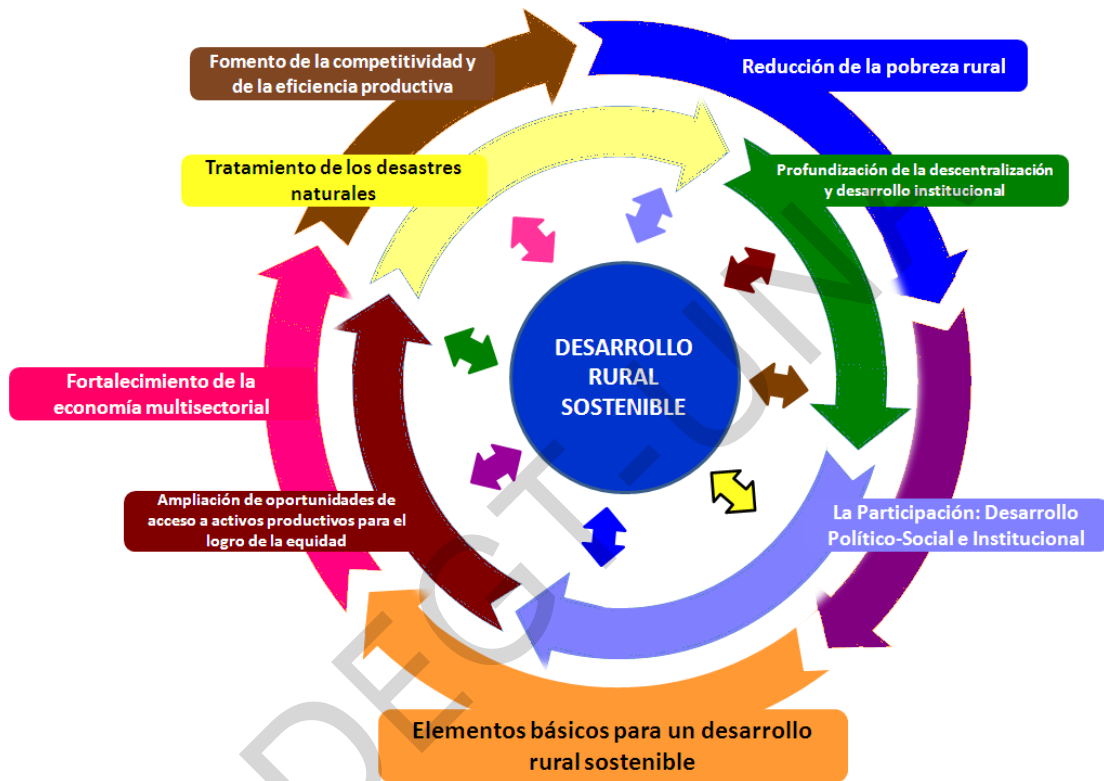 Fomento de la competitividad y
de la eficiencia productiva
Reducción de la pobreza rural
Tratamiento de los desastres
naturales
Profundización de la descentralización
y desarrollo institucional
DESARROLLO
RURAL
SOSTENIBLE
Fortalecimiento de la
economía multisectorial
Ampliación de oportunidades de
acceso a activos productivos para el
logro de la equidad
La Participación: Desarrollo
Político-Social e Institucional
Elementos básicos para un desarrollo
rural sostenible